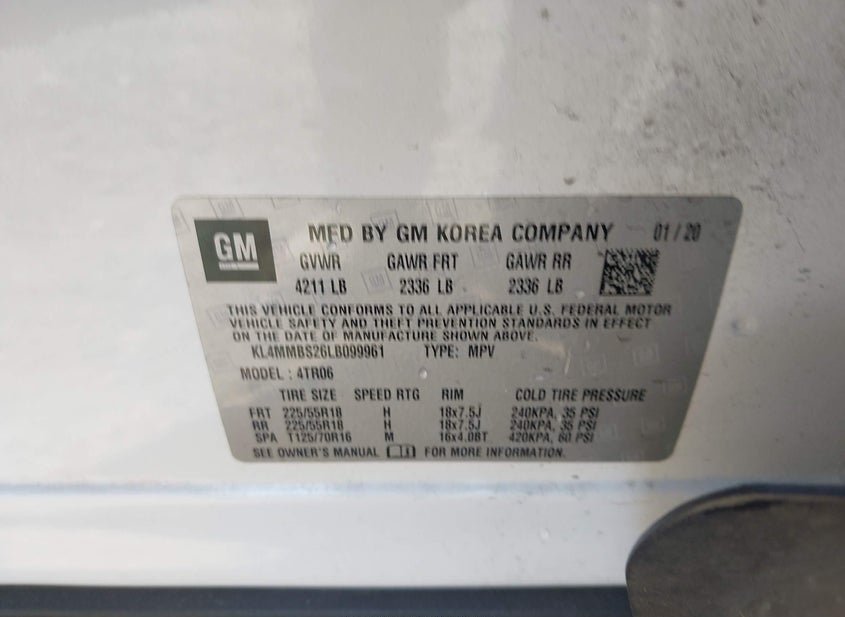 GM MFD BY GM KOREA COMPANY 01/20
GVWR GAWR FRT GAWR RR
4211 LB 2336 LB 2336 LB
THIS VEHICLE CONFORMS TO ALL APPLICABLE U.S. FEDERAL MOTOR
VEHICLE SAFETY AND THEFT PREVENTION STANDARDS IN EFFECT
ON THE DATE OF MANUFACTURE SHOWN ABOVE.
KL4MMBS26LB099961 TYPE: MPV
MODEL : 4TR06
TIRE SIZE SPEED RTG RIM COLD TIRE PRESSURE
FRT 225/55R18 H 18x7.5J 240KPA, 35 PSI
RR 225/55R18 H 18x7.5J 240KPA, 35 PSI
SPA T125/70R16 M 16x4.0BT 420KPA, 60 PSI
SEE OWNER'S MANUAL FOR MORE INFORMATION.